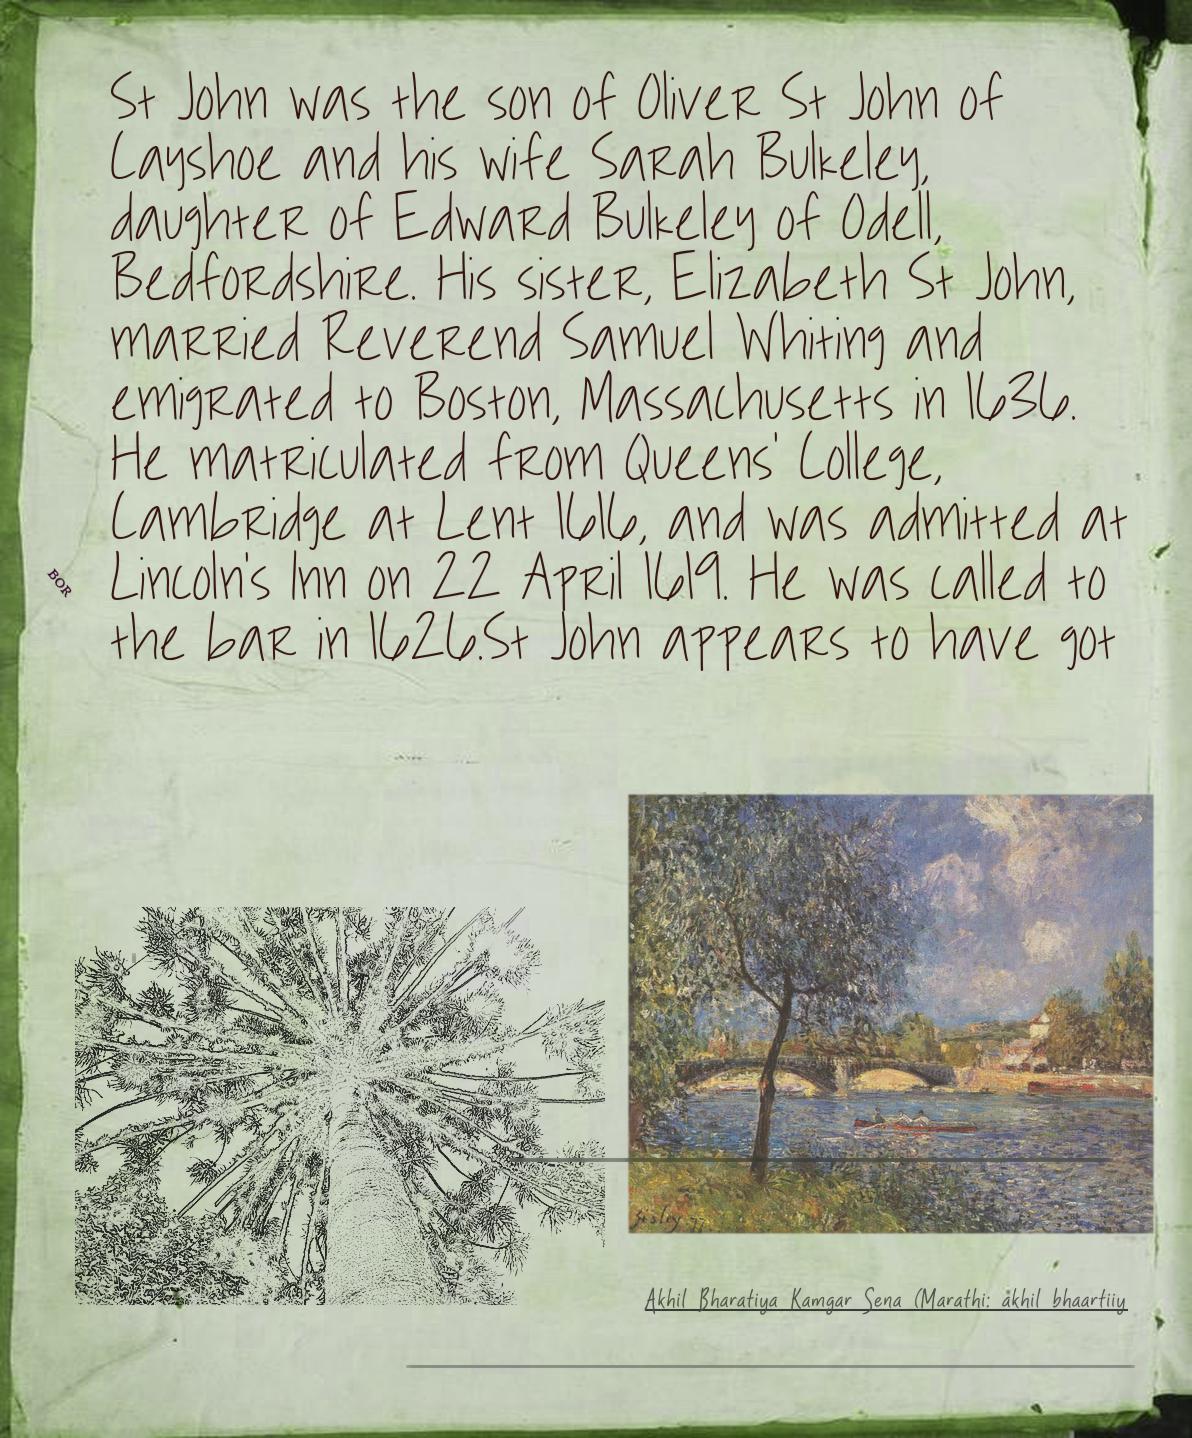 St John was the son of Oliver St John of
Cayshoe and his wife Sarah Bulkeley,
daughter of Edward Bulkeley of Odell,
Bedfordshire. His sister, Elizabeth St John,
married Reverend Samuel Whiting and
emigrated to Boston, Massachusetts in 1636.
He matriculated from Queens' College,
Cambridge at Lent 1616, and was admitted at
Lincoln's Inn on 22 April 1619. He was called to
the bar in 1626.St John appears to have got
BOR
Sisley 77
Akhil Bharatiya Kamgar Sena (Marathi: akhil bhaartiiy